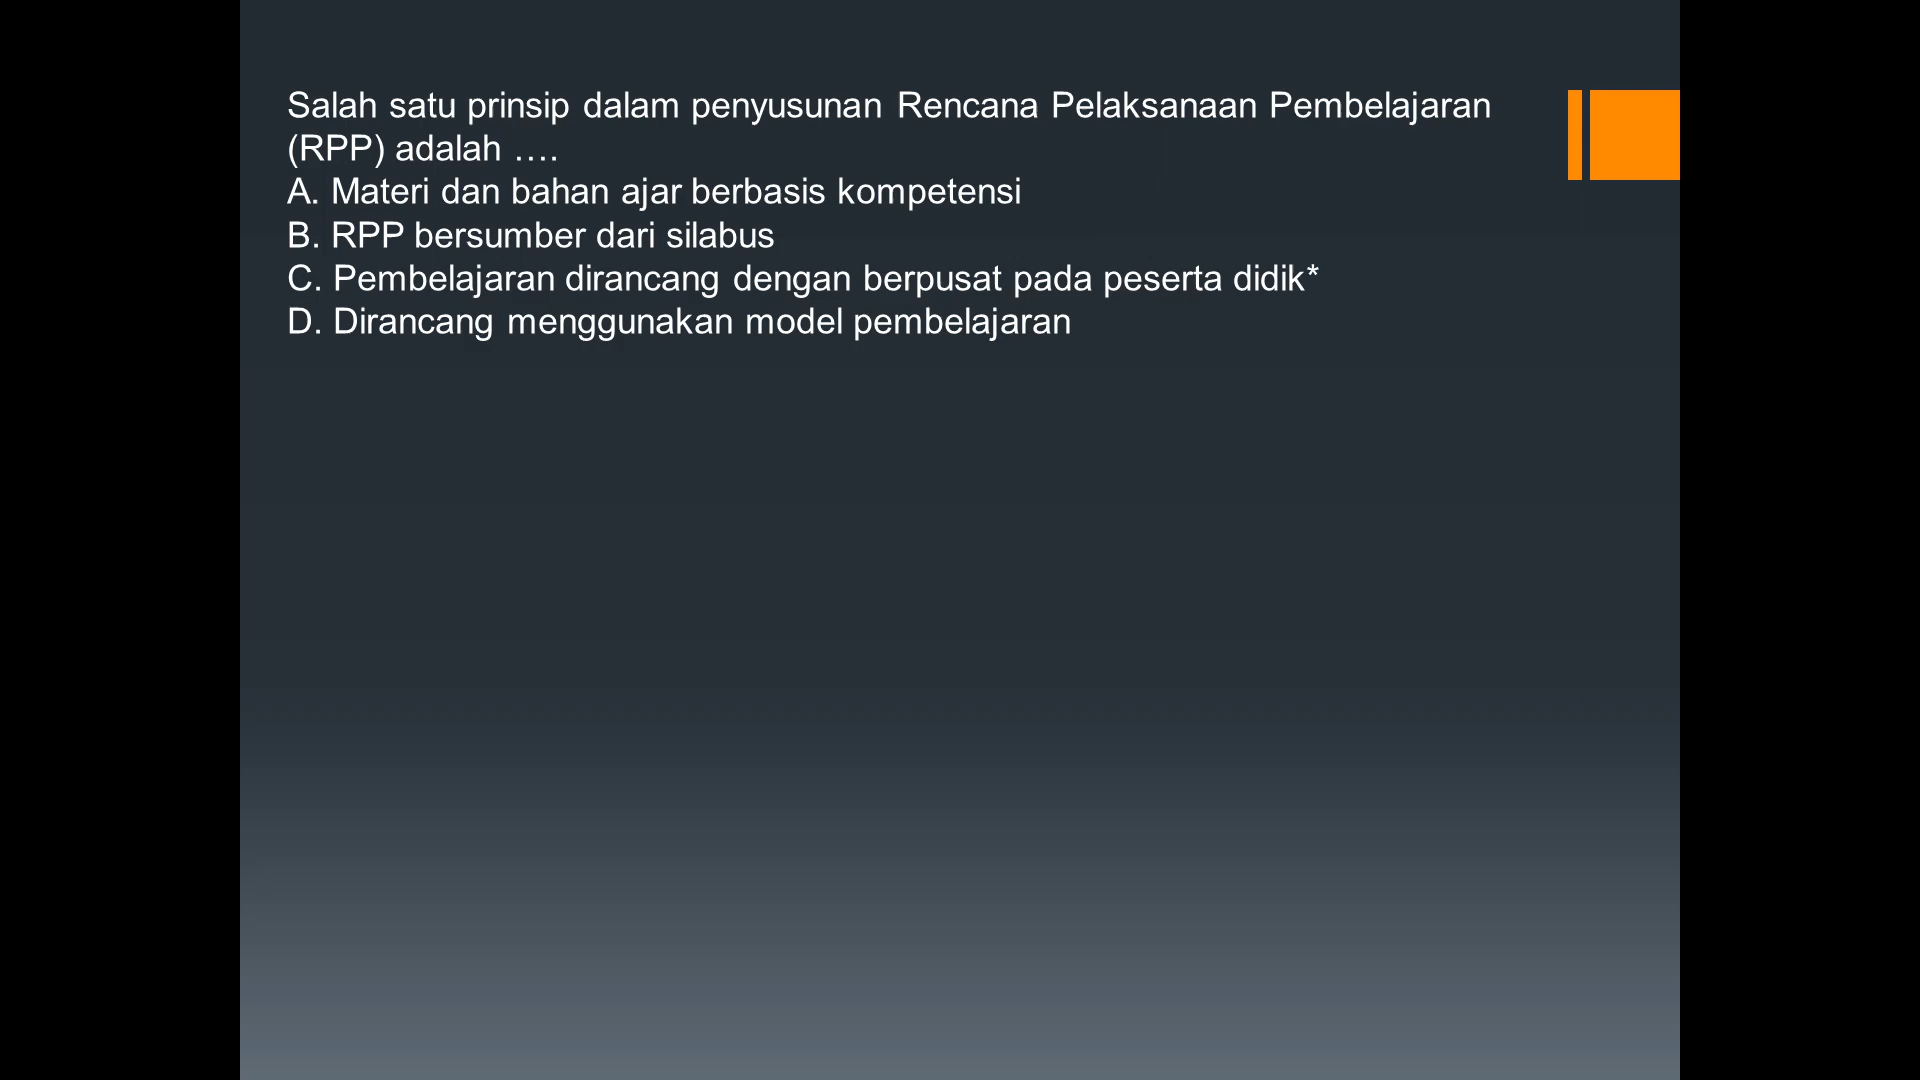 Salah satu prinsip dalam penyusunan Rencana Pelaksanaan Pembelajaran
(RPP) adalah ….
A. Materi dan bahan ajar berbasis kompetensi
B. RPP bersumber dari silabus
C. Pembelajaran dirancang dengan berpusat pada peserta didik*
D. Dirancang menggunakan model pembelajaran